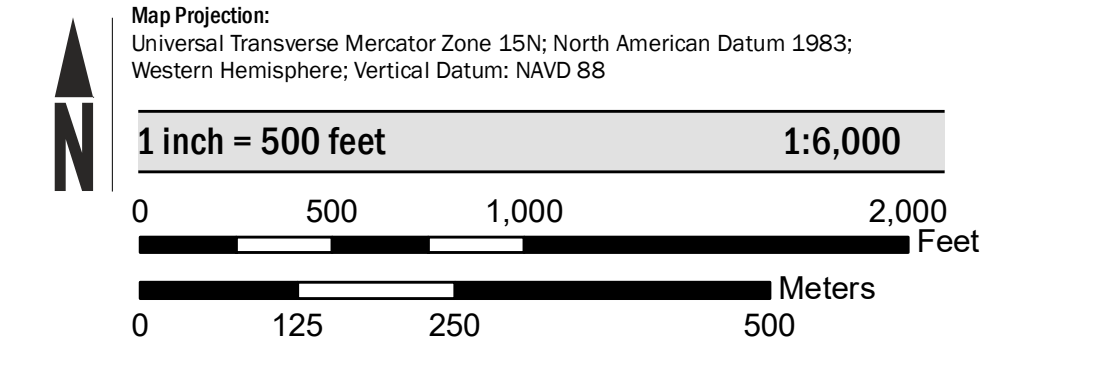 Map Projection:
Universal Transverse Mercator Zone 15N; North American Datum 1983;
Western Hemisphere; Vertical Datum: NAVD 88
N
1 inch = 500 feet 1:6,000
0 500 1,000 2,000
Feet
Meters
0 125 250 500